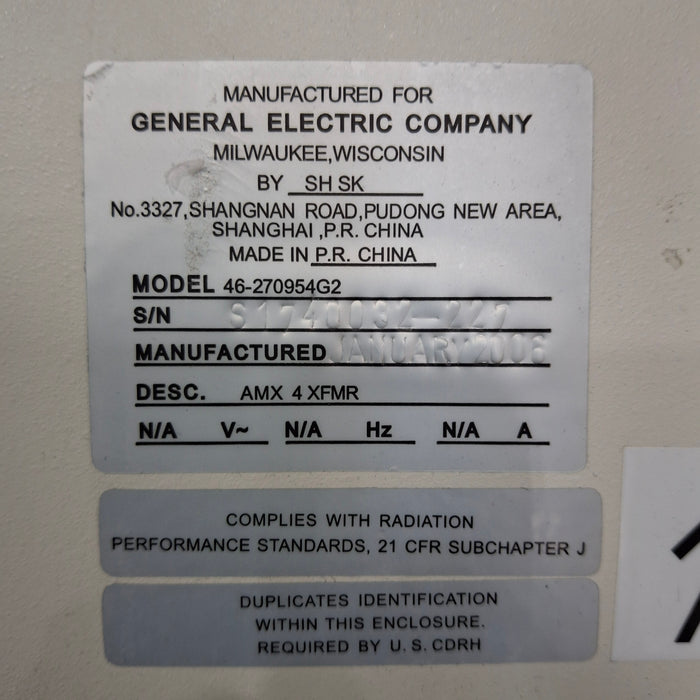 MANUFACTURED FOR
GENERAL ELECTRIC COMPANY
MILWAUKEE,WISCONSIN
BY SH SK
No.3327,SHANGNAN ROAD,PUDONG NEW AREA,
SHANGHAI ,P.R. CHINA
MADE IN P.R. CHINA
MODEL 46-270954G2
S/N S1740032-227
MANUFACTURED JANUARY 2006
DESC. AMX 4 XFMR
N/A V~ N/A Hz N/A A
COMPLIES WITH RADIATION
PERFORMANCE STANDARDS, 21 CFR SUBCHAPTER J
DUPLICATES IDENTIFICATION
WITHIN THIS ENCLOSURE.
REQUIRED BY U.S. CDRH